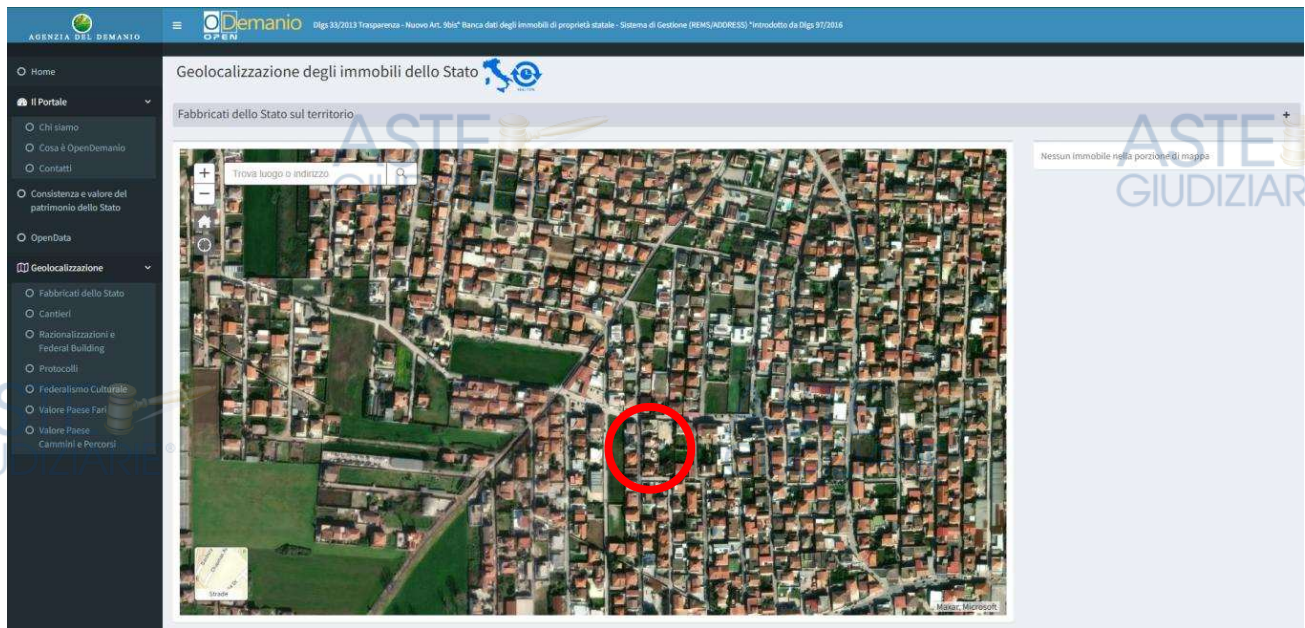 AGENZIA DEL DEMANIO
ODemanio
OPEN
Dlgs 33/2013 Trasparenza - Nuovo Art. 9bis* Banca dati degli immobili di proprietà statale - Sistema di Gestione (REMS/ADDRESS) *Introdotto da Dlgs 97/2016
Home
Il Portale
Chi siamo
Cosa è OpenDemanio
Contatti
Consistenza e valore del
patrimonio dello Stato
OpenData
Geolocalizzazione
Fabbricati dello Stato
Cantieri
Razionalizzazioni e
Federal Building
Protocolli
Federalismo Culturale
Valore Paese Fari
Valore Paese
Cammini e Percorsi
Geolocalizzazione degli immobili dello Stato
Fabbricati dello Stato sul territorio
+
ASTE
ASTE
GIUDIZIAR
+
Trova luogo o indirizzo
−
Nessun immobile nella porzione di mappa
Strade
Maxar, Microsoft